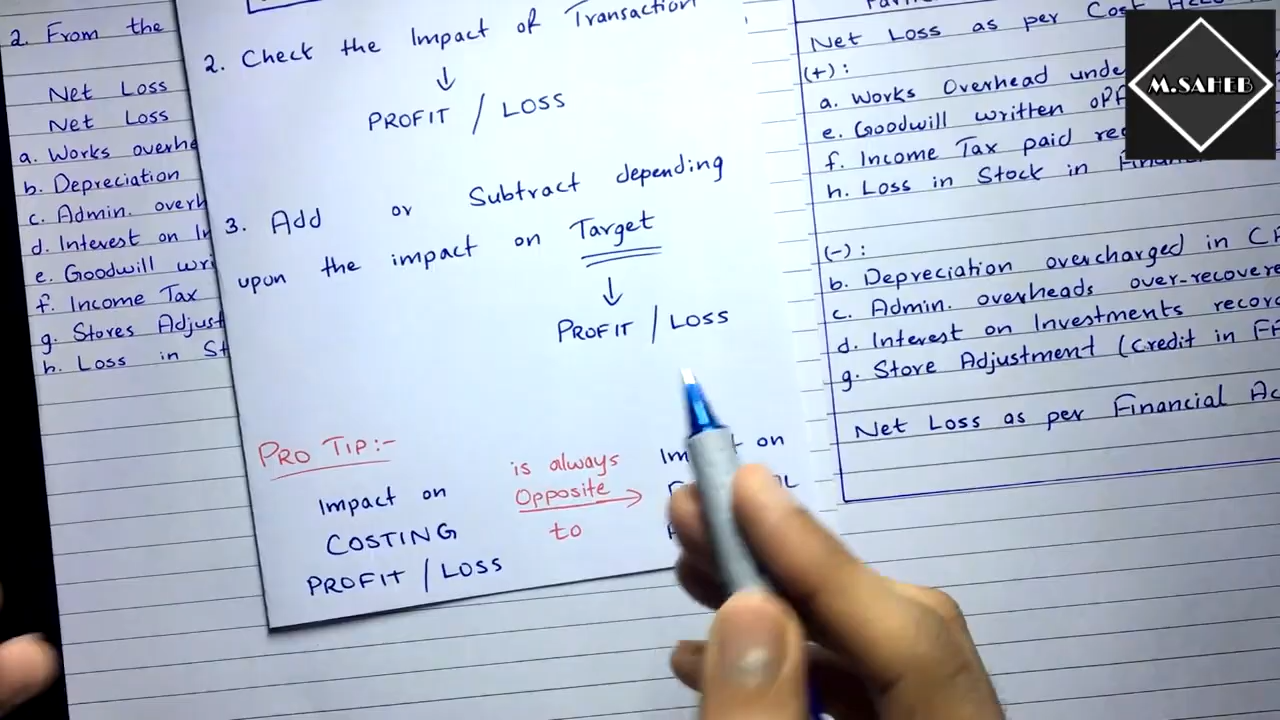 2. From the
Net Loss
Net Loss
a. Works overhe
b. Depreciation
c. Admin. overh
d. Interest on In
e. Goodwill wri
f. Income Tax
g. Stores Adjust
h. Loss in St
2. Check the Impact of Transaction
PROFIT / LOSS
3. Add or Subtract depending
upon the impact on Target
PROFIT / LOSS
PRO TIP:-
Impact on
COSTING
PROFIT / LOSS
is always
Opposite
to
on
Net Loss as per Cost
(+):
a. Works Overhead unde
e. Goodwill written off
f. Income Tax paid rec
h. Loss in Stock in Financi
(-):
b. Depreciation overcharged in
c. Admin. overheads over-recovere
d. Interest on Investments recor
g. Store Adjustment (credit in
Net Loss as per Financial Ac
M.SAHEB